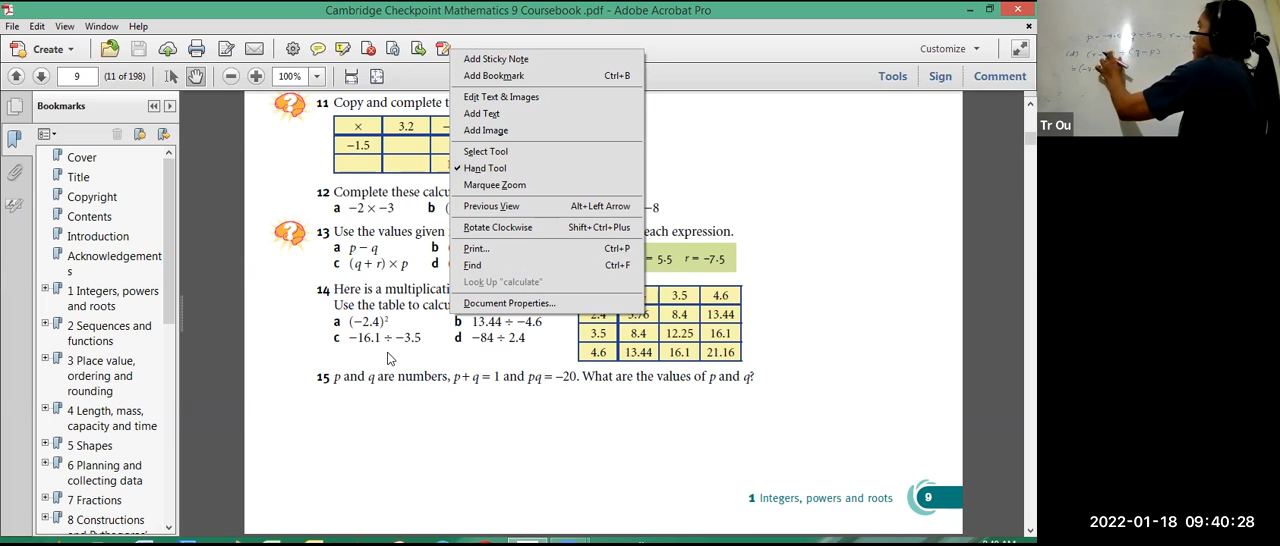 Cambridge Checkpoint Mathematics 9 Coursebook.pdf - Adobe Acrobat Pro
File Edit View Window Help
Create
Customize
9 (11 of 198)
100%
Tools Sign Comment
Bookmarks
Cover
Title
Copyright
Contents
Introduction
Acknowledgement
s
1 Integers, powers
and roots
2 Sequences and
functions
3 Place value,
ordering and
rounding
4 Length, mass,
capacity and time
5 Shapes
6 Planning and
collecting data
7 Fractions
8 Constructions
Add Sticky Note
Add Bookmark Ctrl+B
Edit Text & Images
Add Text
Add Image
Select Tool
Hand Tool
Marquee Zoom
Previous View Alt+Left Arrow
Rotate Clockwise Shift+Ctrl+Plus
Print... Ctrl+P
Find Ctrl+F
Look Up "calculate"
Document Properties...
11 Copy and complete
× 3.2
−1.5
12 Complete these
a −2 × −3 b −8
13 Use the values given each expression.
a p − q b
c (q + r) × p d
= 5.5 r = −7.5
14 Here is a
Use the table to
a (−2.4)² b 13.44 ÷ −4.6
c −16.1 ÷ −3.5 d −84 ÷ 2.4
3.5 4.6
8.4 13.44
3.5 8.4 12.25 16.1
4.6 13.44 16.1 21.16
15 p and q are numbers, p + q = 1 and pq = −20. What are the values of p and q?
1 Integers, powers and roots 9
Tr Ou
2022-01-18 09:40:28